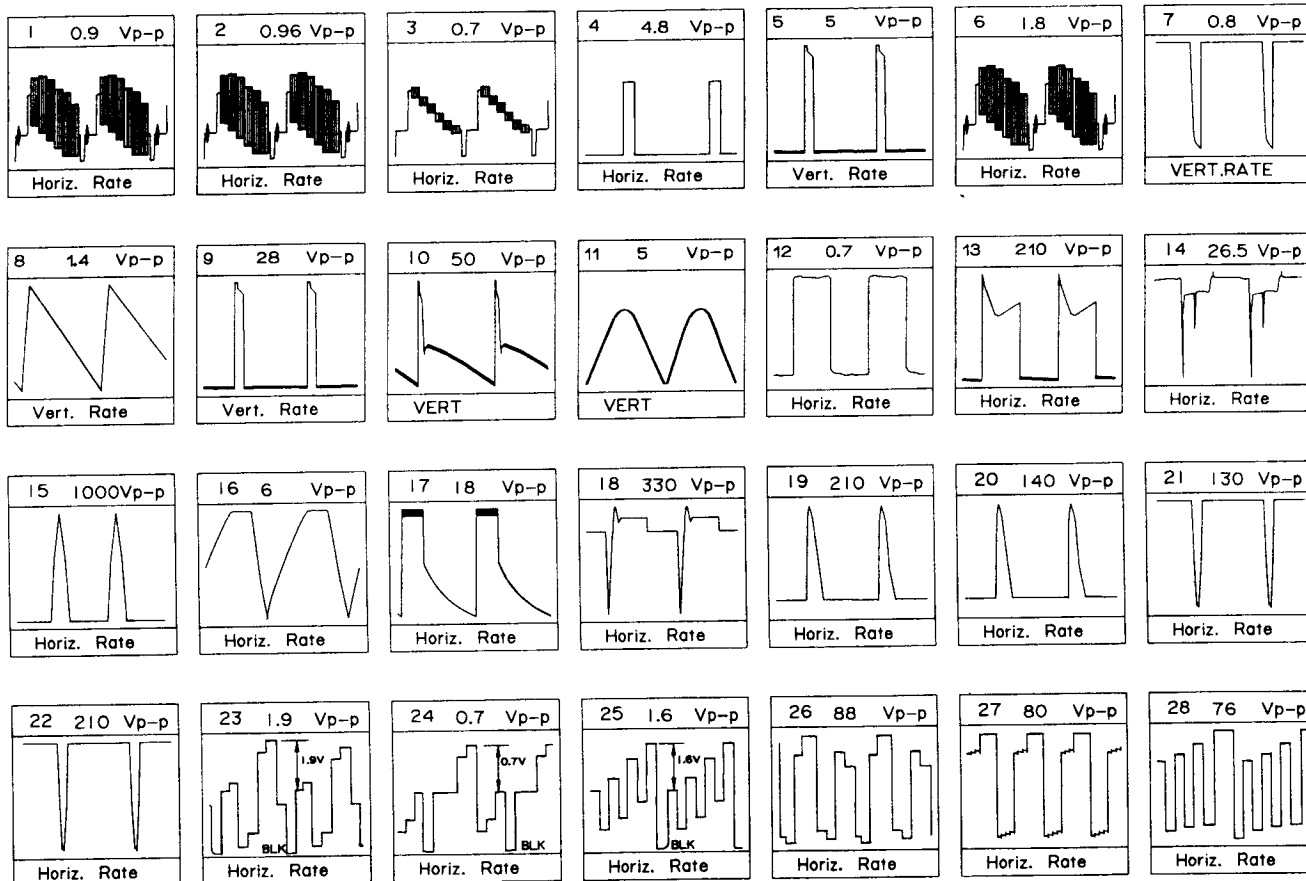 1 0.9 Vp-p
Horiz. Rate
2 0.96 Vp-p
Horiz. Rate
3 0.7 Vp-p
Horiz. Rate
4 4.8 Vp-p
Horiz. Rate
5 5 Vp-p
Vert. Rate
6 1.8 Vp-p
Horiz. Rate
7 0.8 Vp-p
VERT.RATE
8 1.4 Vp-p
Vert. Rate
9 28 Vp-p
Vert. Rate
10 50 Vp-p
VERT
11 5 Vp-p
VERT
12 0.7 Vp-p
Horiz. Rate
13 210 Vp-p
Horiz. Rate
14 26.5 Vp-p
Horiz. Rate
15 1000Vp-p
Horiz. Rate
16 6 Vp-p
Horiz. Rate
17 18 Vp-p
Horiz. Rate
18 330 Vp-p
Horiz. Rate
19 210 Vp-p
Horiz. Rate
20 140 Vp-p
Horiz. Rate
21 130 Vp-p
Horiz. Rate
22 210 Vp-p
Horiz. Rate
23 1.9 Vp-p
1.9V
BLK
Horiz. Rate
24 0.7 Vp-p
0.7V
BLK
Horiz. Rate
25 1.6 Vp-p
1.6V
BLK
Horiz. Rate
26 88 Vp-p
Horiz. Rate
27 80 Vp-p
Horiz. Rate
28 76 Vp-p
Horiz. Rate